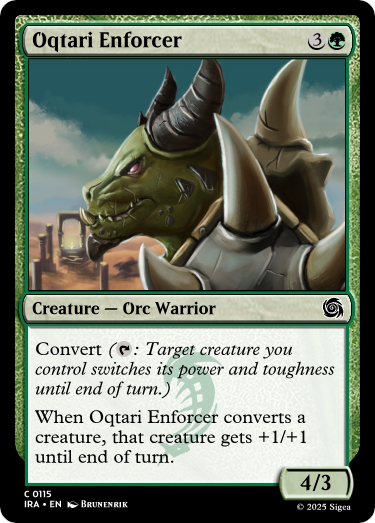 Oqtari Enforcer 3
Creature — Orc Warrior
Convert (: Target creature you
control switches its power and toughness
until end of turn.)
When Oqtari Enforcer converts a
creature, that creature gets +1/+1
until end of turn.
4/3
C 0115
IRA • EN Brunenrik
© 2025 Sigea